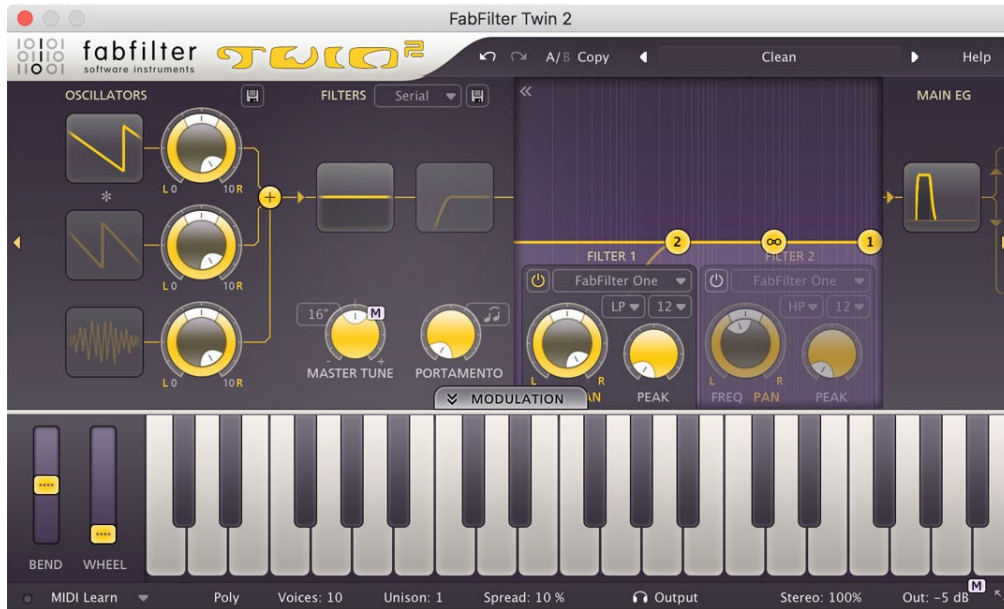 FabFilter Twin 2
fabfilter
software instruments
TWIN 2
A/B Copy
Clean
Help
OSCILLATORS
FILTERS
Serial
MAIN EG
L 0 10 R
L 0 10 R
L 0 10 R
16"
M
- +
MASTER TUNE
PORTAMENTO
2
∞
1
FILTER 1
FabFilter One
LP
12
L R
AN
PEAK
FILTER 2
FabFilter One
HP
12
L R
FREQ PAN
PEAK
MODULATION
BEND
WHEEL
MIDI Learn
Poly
Voices: 10
Unison: 1
Spread: 10 %
Output
Stereo: 100%
Out: -5 dB
M